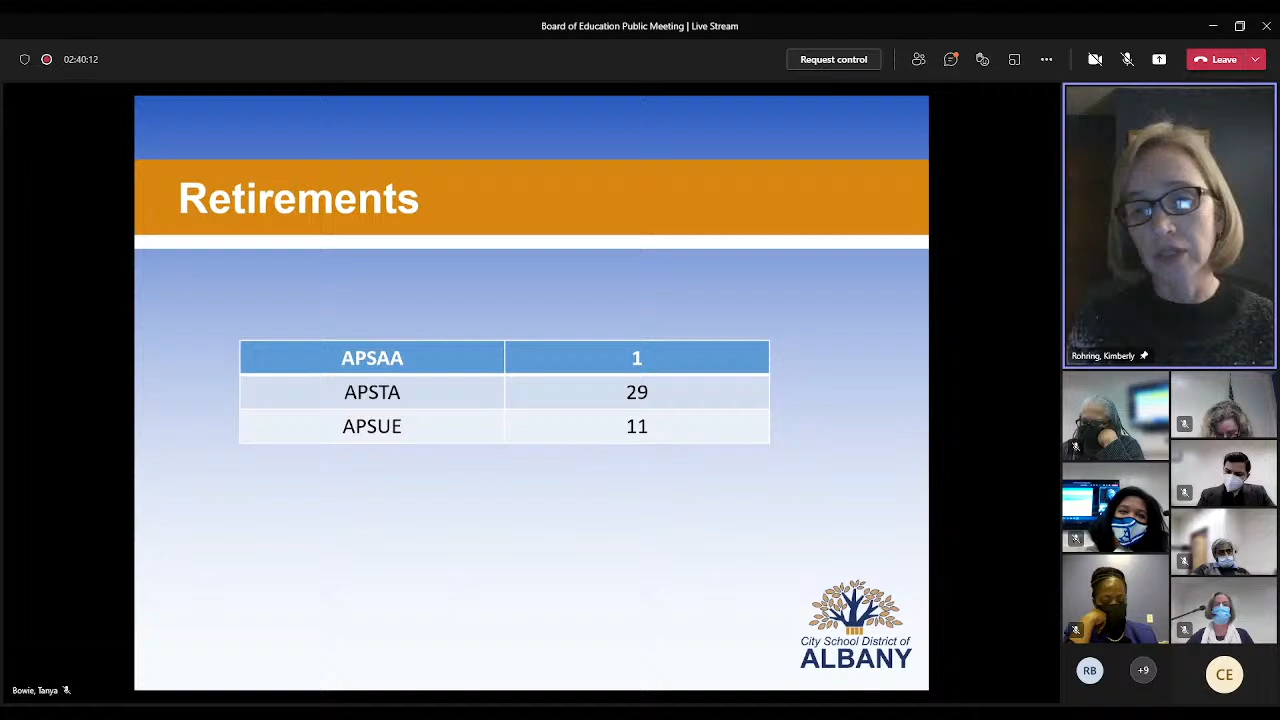 Board of Education Public Meeting | Live Stream
02:40:12
Request control
Leave
Retirements
APSAA 1
APSTA 29
APSUE 11
City School District of
ALBANY
Rohring, Kimberly
RB
+9
CE
Bowie, Tanya